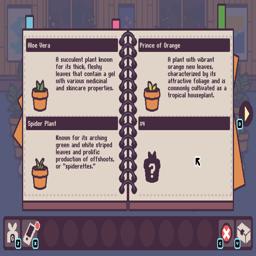 Aloe Vera
A succulent plant known
for its thick, fleshy
leaves that contain a gel
with various medicinal
and skincare properties.
Prince of Orange
A plant with vibrant
orange new leaves,
characterized by its
attractive foliage and is
commonly cultivated as a
tropical houseplant.
Spider Plant
Known for its arching
green and white striped
leaves and prolific
production of offshoots,
or "spiderettes."
?